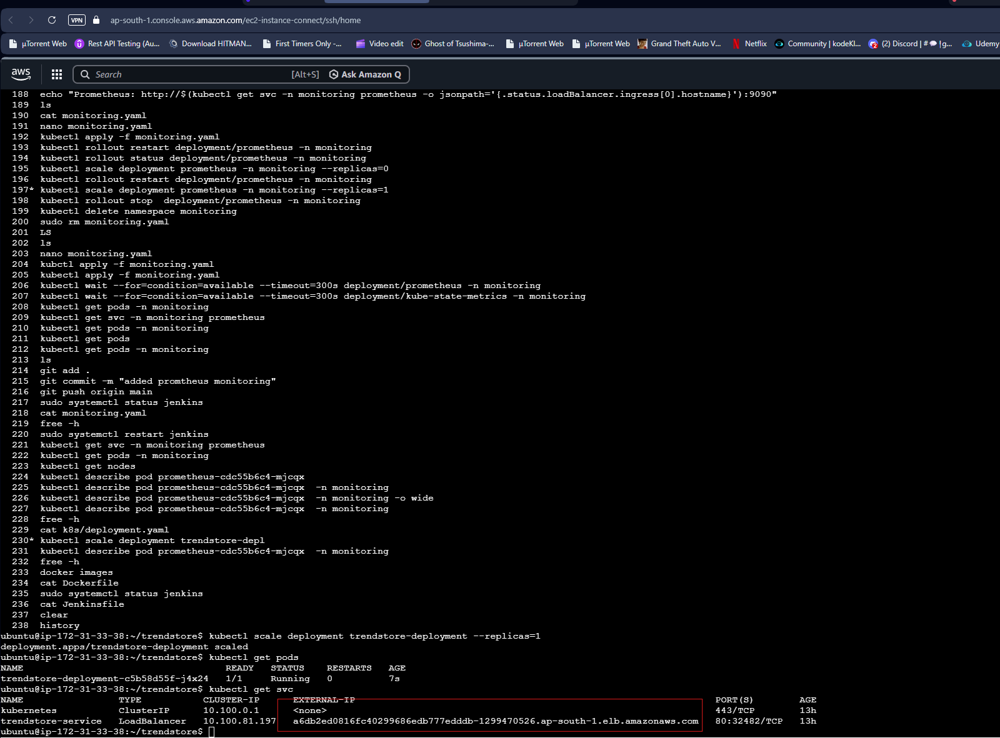 VPN ap-south-1.console.aws.amazon.com/ec2-instance-connect/ssh/home
µTorrent Web Rest API Testing (Au... Download HITMAN... First Timers Only -... Video edit Ghost of Tsushima-... µTorrent Web µTorrent Web Grand Theft Auto V... Netflix Community | kodeKl... (2) Discord | # |g... Udemy
aws Search [Alt+S] Ask Amazon Q
188 echo "Prometheus: http://$(kubectl get svc -n monitoring prometheus -o jsonpath='{.status.loadBalancer.ingress[0].hostname}'):9090"
189 ls
190 cat monitoring.yaml
191 nano monitoring.yaml
192 kubectl apply -f monitoring.yaml
193 kubectl rollout restart deployment/prometheus -n monitoring
194 kubectl rollout status deployment/prometheus -n monitoring
195 kubectl scale deployment prometheus -n monitoring --replicas=0
196 kubectl rollout restart deployment/prometheus -n monitoring
197* kubectl scale deployment prometheus -n monitoring --replicas=1
198 kubectl rollout stop  deployment/prometheus -n monitoring
199 kubectl delete namespace monitoring
200 sudo rm monitoring.yaml
201 LS
202 ls
203 nano monitoring.yaml
204 kubctl apply -f monitoring.yaml
205 kubectl apply -f monitoring.yaml
206 kubectl wait --for=condition=available --timeout=300s deployment/prometheus -n monitoring
207 kubectl wait --for=condition=available --timeout=300s deployment/kube-state-metrics -n monitoring
208 kubectl get pods -n monitoring
209 kubectl get svc -n monitoring prometheus
210 kubectl get pods -n monitoring
211 kubectl get pods
212 kubectl get pods -n monitoring
213 ls
214 git add .
215 git commit -m "added promtheus monitoring"
216 git push origin main
217 sudo systemctl status jenkins
218 cat monitoring.yaml
219 free -h
220 sudo systemctl restart jenkins
221 kubectl get svc -n monitoring prometheus
222 kubectl get pods -n monitoring
223 kubectl get nodes
224 kubectl describe pod prometheus-cdc55b6c4-mjcqx
225 kubectl describe pod prometheus-cdc55b6c4-mjcqx  -n monitoring
226 kubectl describe pod prometheus-cdc55b6c4-mjcqx  -n monitoring -o wide
227 kubectl describe pod prometheus-cdc55b6c4-mjcqx  -n monitoring
228 free -h
229 cat k8s/deployment.yaml
230* kubectl scale deployment trendstore-depl
231 kubectl describe pod prometheus-cdc55b6c4-mjcqx  -n monitoring
232 free -h
233 docker images
234 cat Dockerfile
235 sudo systemctl status jenkins
236 cat Jenkinsfile
237 clear
238 history
ubuntu@ip-172-31-33-38:~/trendstore$ kubectl scale deployment trendstore-deployment --replicas=1
deployment.apps/trendstore-deployment scaled
ubuntu@ip-172-31-33-38:~/trendstore$ kubectl get pods
NAME READY STATUS RESTARTS AGE
trendstore-deployment-c5b58d55f-j4x24 1/1 Running 0 7s
ubuntu@ip-172-31-33-38:~/trendstore$ kubectl get svc
NAME TYPE CLUSTER-IP EXTERNAL-IP PORT(S) AGE
kubernetes ClusterIP 10.100.0.1 <none> 443/TCP 13h
trendstore-service LoadBalancer 10.100.81.197 a6db2ed0816fc40299686edb777edddb-1299470526.ap-south-1.elb.amazonaws.com 80:32482/TCP 13h
ubuntu@ip-172-31-33-38:~/trendstore$